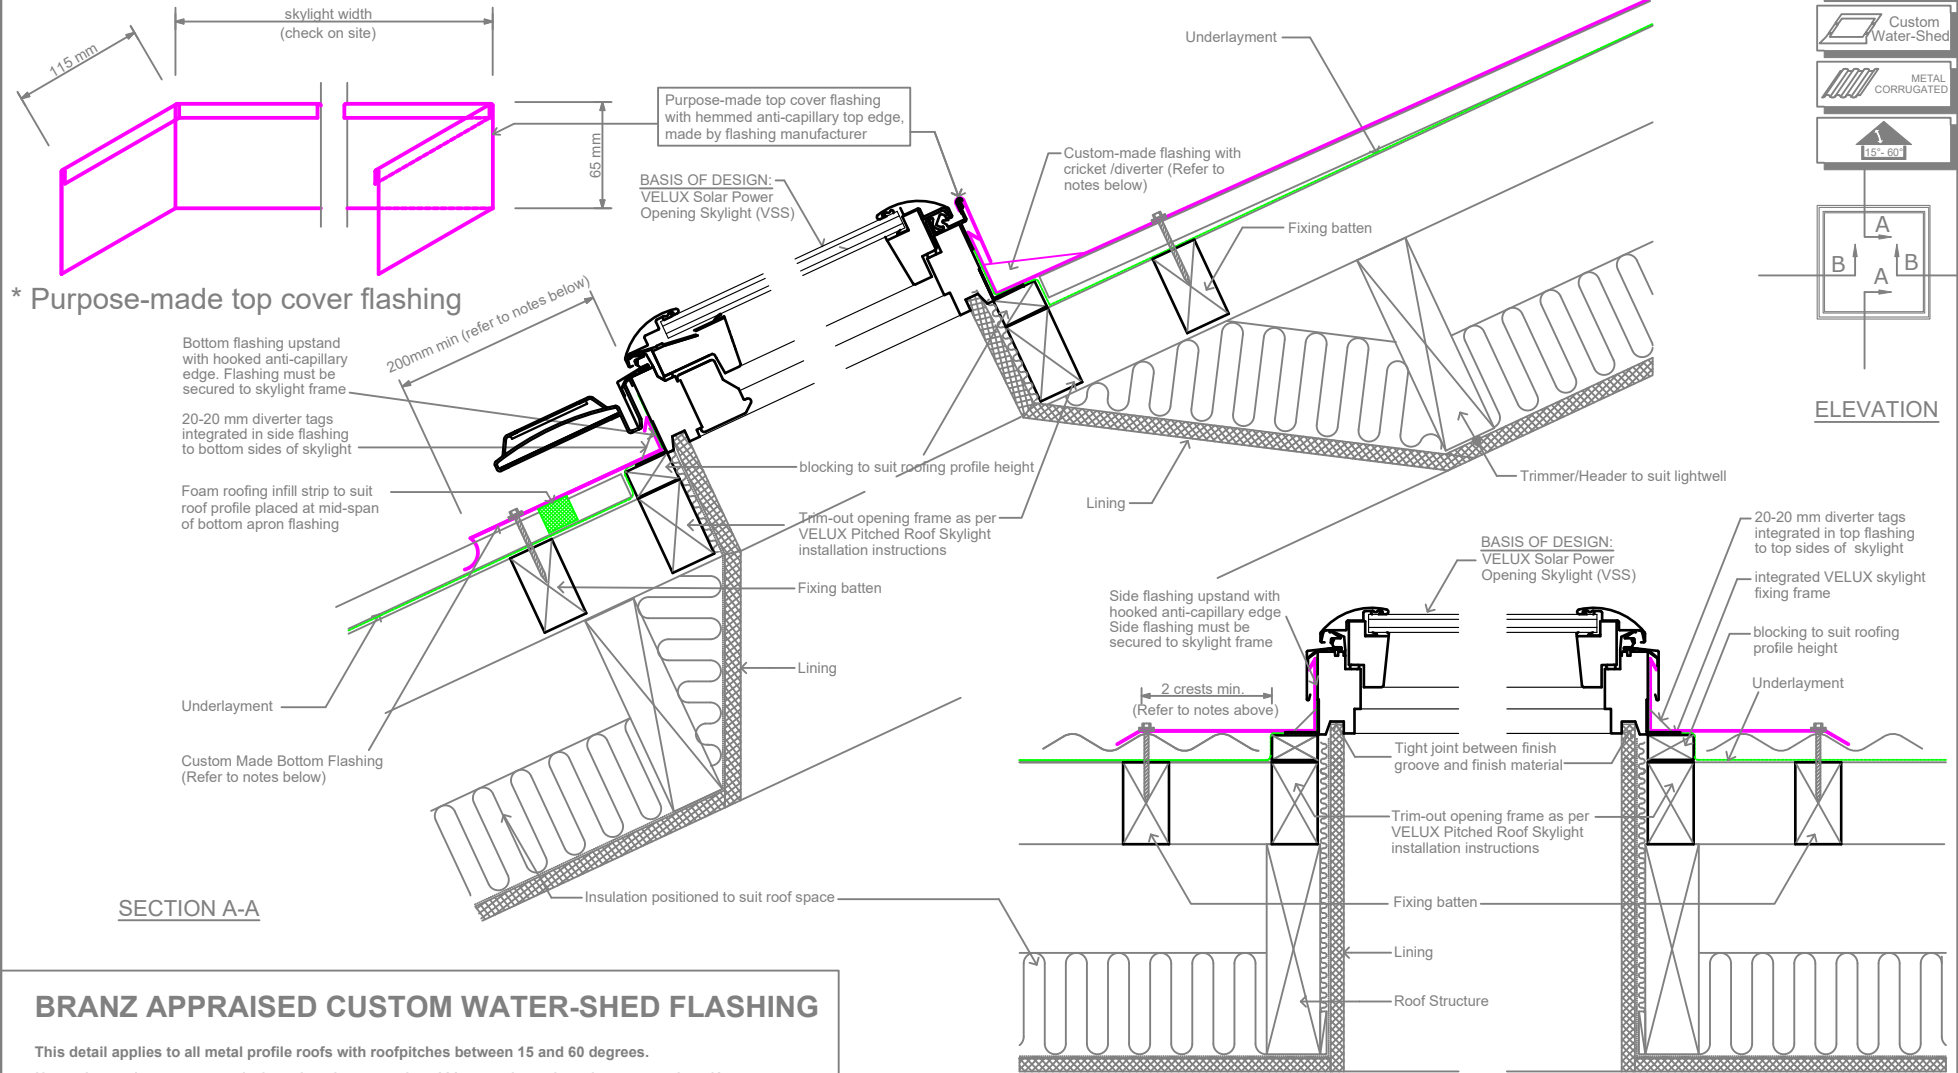 skylight width
(check on site)
115 mm
65 mm
* Purpose-made top cover flashing
Purpose-made top cover flashing
with hemmed anti-capillary top edge,
made by flashing manufacturer
BASIS OF DESIGN:
VELUX Solar Power
Opening Skylight (VSS)
Underlayment
Custom-made flashing with
cricket /diverter (Refer to
notes below)
Fixing batten
Custom
Water-Shed
METAL
CORRUGATED
15°- 60°
A
B
B
A
ELEVATION
200mm min (refer to notes below)
Bottom flashing upstand
with hooked anti-capillary
edge. Flashing must be
secured to skylight frame
20-20 mm diverter tags
integrated in side flashing
to bottom sides of skylight
Foam roofing infill strip to suit
roof profile placed at mid-span
of bottom apron flashing
blocking to suit roofing profile height
Trim-out opening frame as per
VELUX Pitched Roof Skylight
installation instructions
Fixing batten
Lining
Lining
Trimmer/Header to suit lightwell
Underlayment
Custom Made Bottom Flashing
(Refer to notes below)
Insulation positioned to suit roof space
SECTION A-A
BASIS OF DESIGN:
VELUX Solar Power
Opening Skylight (VSS)
20-20 mm diverter tags
integrated in top flashing
to top sides of skylight
integrated VELUX skylight
fixing frame
blocking to suit roofing
profile height
Underlayment
Side flashing upstand with
hooked anti-capillary edge
Side flashing must be
secured to skylight frame
2 crests min.
(Refer to notes above)
Tight joint between finish
groove and finish material
Trim-out opening frame as per
VELUX Pitched Roof Skylight
installation instructions
Fixing batten
Lining
Roof Structure
BRANZ APPRAISED CUSTOM WATER-SHED FLASHING
This detail applies to all metal profile roofs with roofpitches between 15 and 60 degrees.